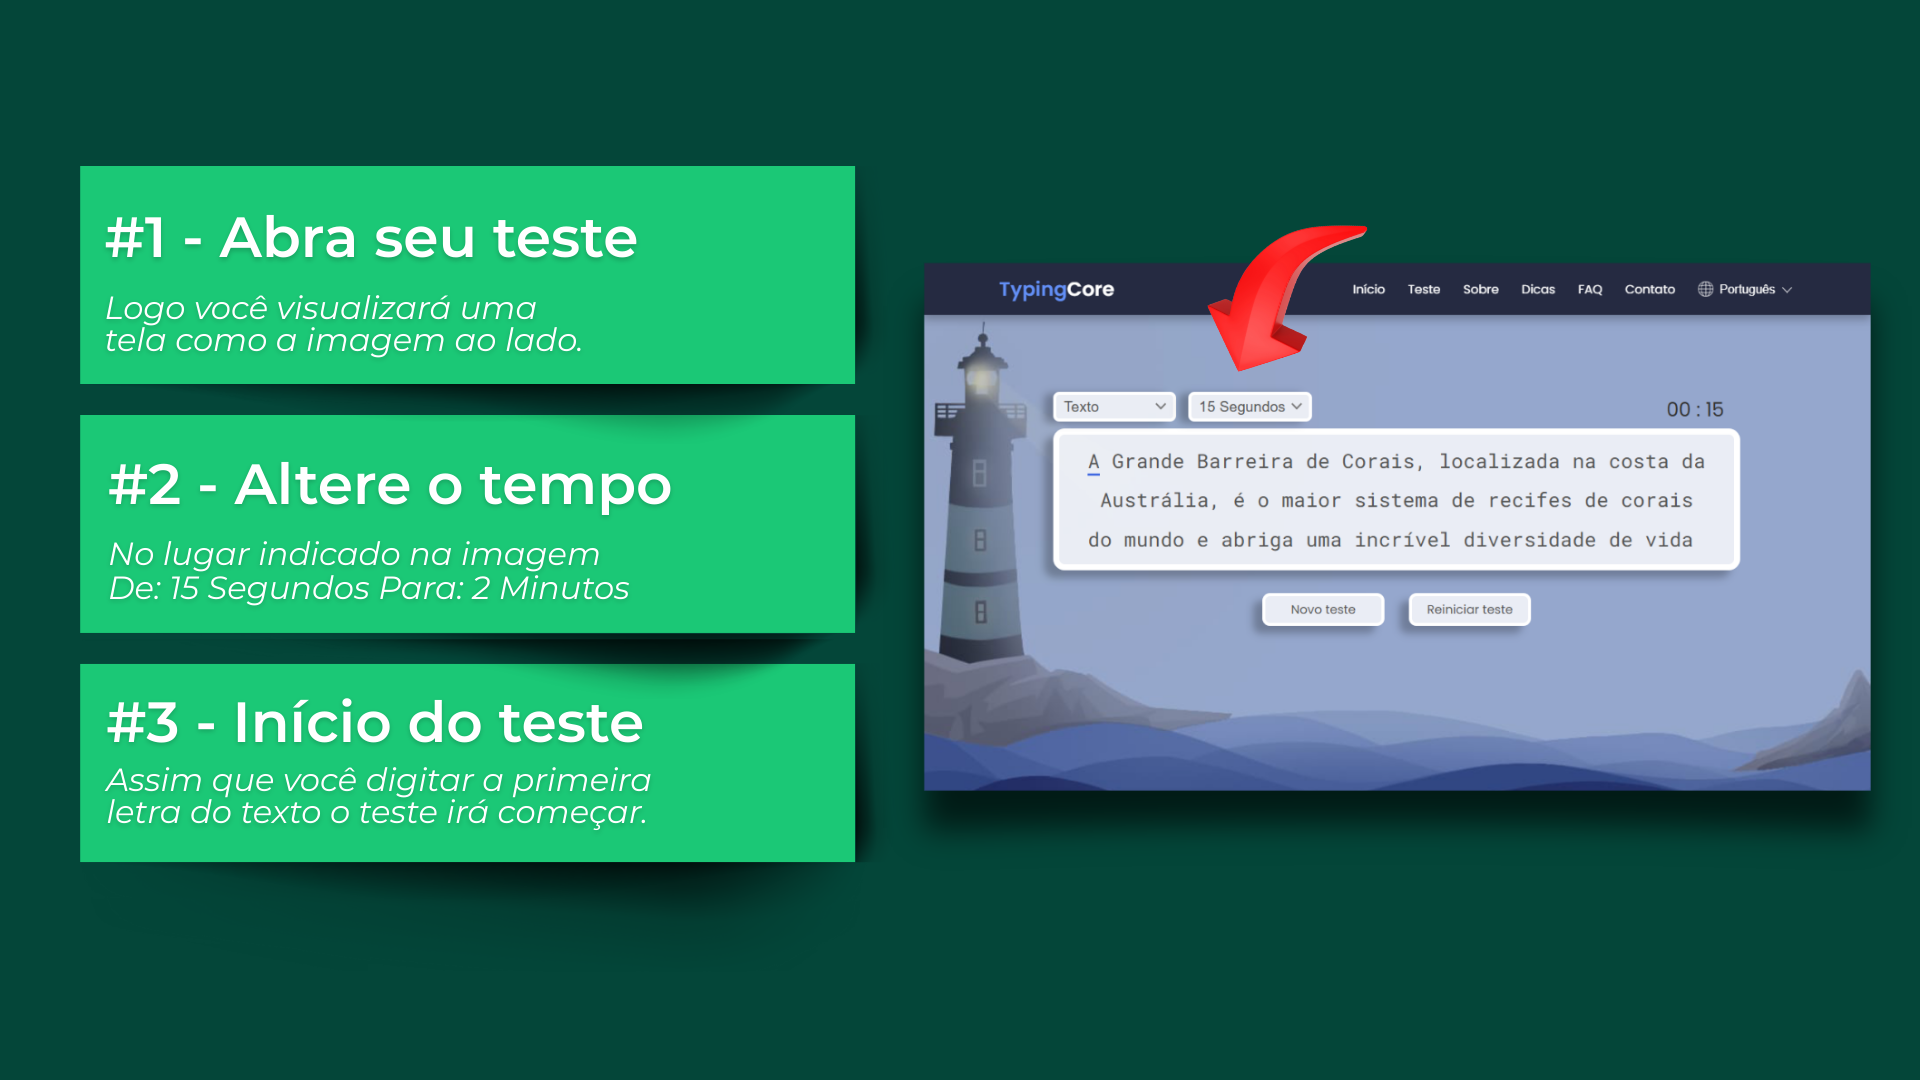 #1 - Abra seu teste
Logo você visualizará uma
tela como a imagem ao lado.
#2 - Altere o tempo
No lugar indicado na imagem
De: 15 Segundos Para: 2 Minutos
#3 - Início do teste
Assim que você digitar a primeira
letra do texto o teste irá começar.
TypingCore
Início Teste Sobre Dicas FAQ Contato Português
Texto 15 Segundos 00 : 15
A Grande Barreira de Corais, localizada na costa da
Austrália, é o maior sistema de recifes de corais
do mundo e abriga uma incrível diversidade de vida
Novo teste Reiniciar teste